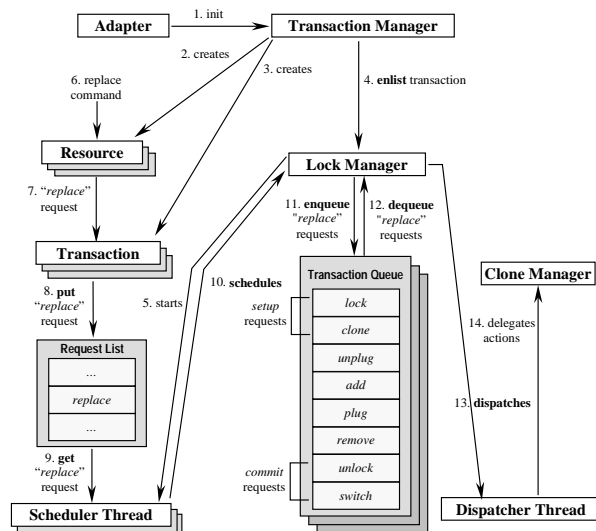 Adapter
1. init
Transaction Manager
2. creates
3. creates
4. enlist transaction
6. replace
command
Resource
Lock Manager
7. “replace”
request
11. enqueue
"replace"
requests
12. dequeue
"replace”
requests
Transaction
8. put
“replace”
request
5. starts
10. schedules
Transaction Queue
Clone Manager
setup
requests
lock
clone
unplug
add
plug
remove
unlock
switch
commit
requests
14. delegates
actions
Request List
...
replace
...
13. dispatches
9. get
“replace”
request
Scheduler Thread
Dispatcher Thread